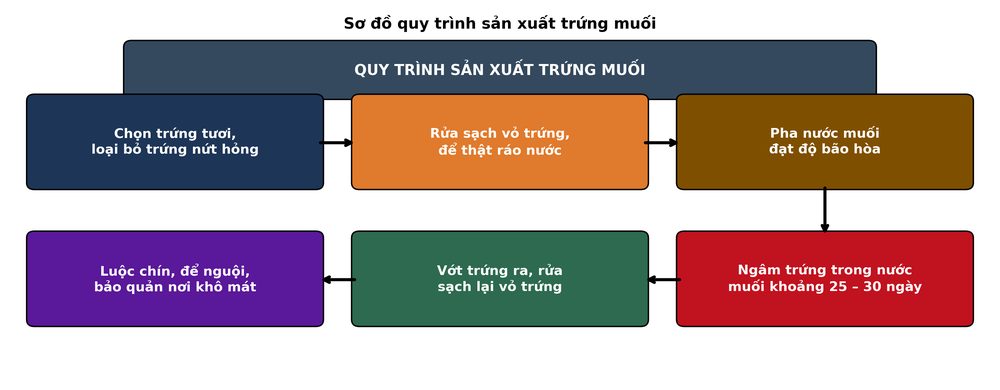 Sơ đồ quy trình sản xuất trứng muối
QUY TRÌNH SẢN XUẤT TRỨNG MUỐI
Chọn trứng tươi,
loại bỏ trứng nứt hỏng
Rửa sạch vỏ trứng,
để thật ráo nước
Pha nước muối
đạt độ bão hòa
Ngâm trứng trong nước
muối khoảng 25 – 30 ngày
Vớt trứng ra, rửa
sạch lại vỏ trứng
Luộc chín, để nguội,
bảo quản nơi khô mát